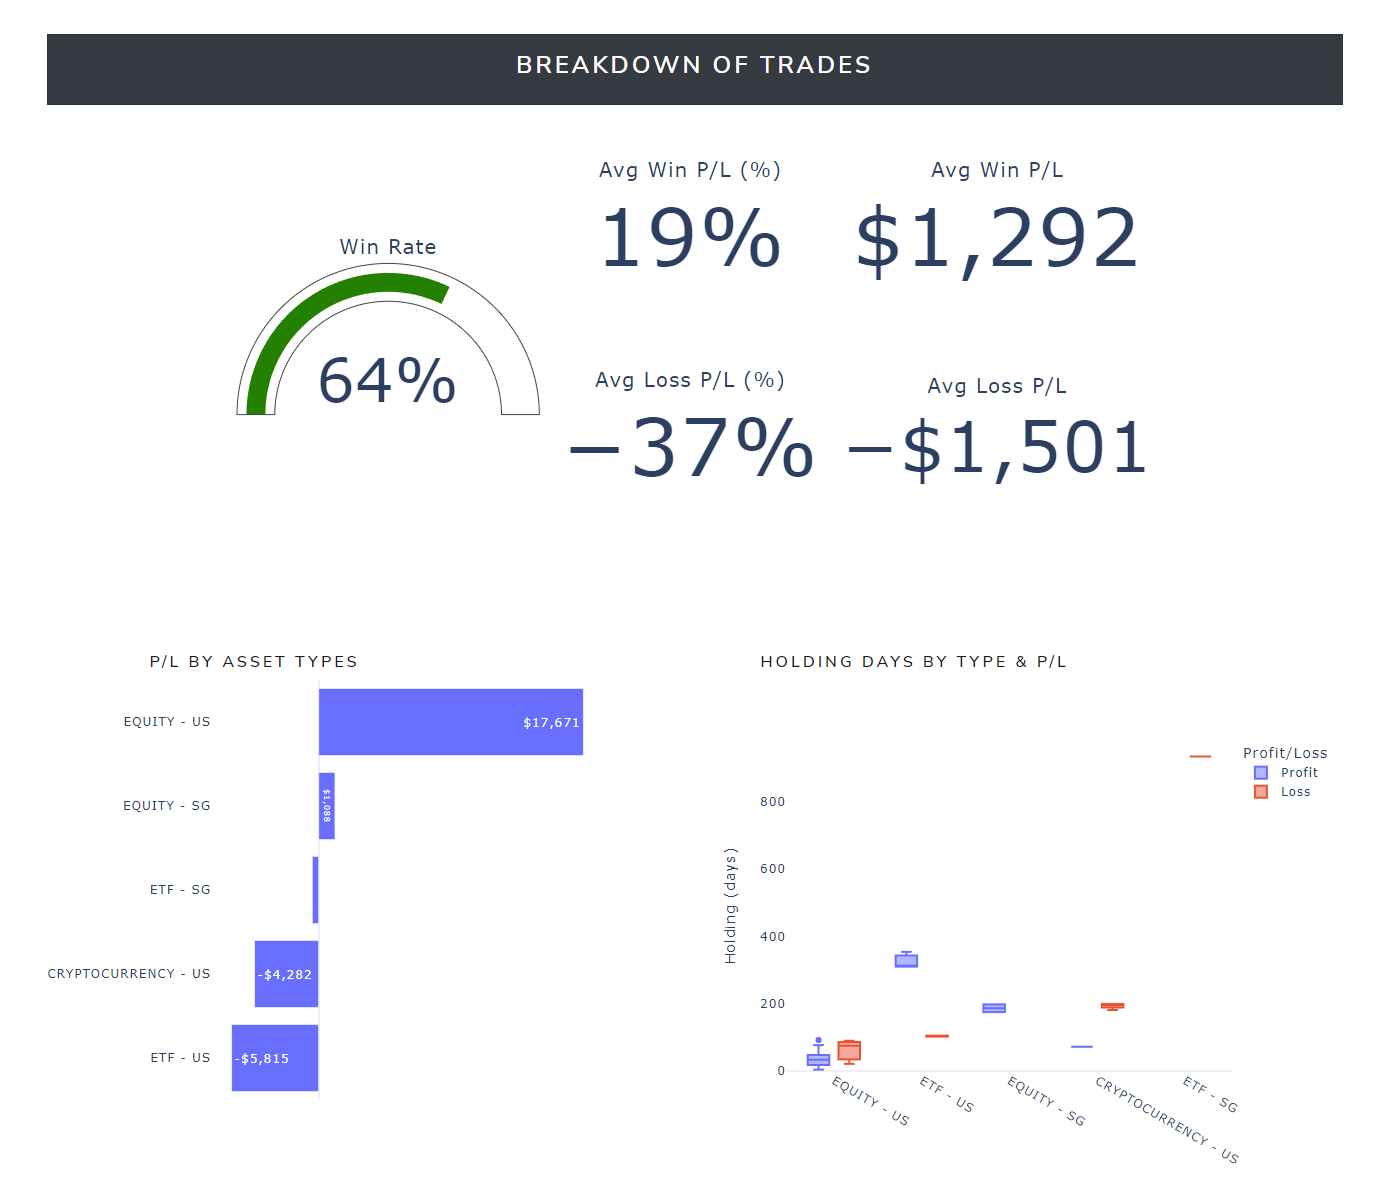 BREAKDOWN OF TRADES
Win Rate
64%
Avg Win P/L (%)
19%
Avg Win P/L
$1,292
Avg Loss P/L (%)
−37%
Avg Loss P/L
−$1,501
P/L BY ASSET TYPES
EQUITY - US
$17,671
EQUITY - SG
$1,088
ETF - SG
CRYPTOCURRENCY - US
-$4,282
ETF - US
-$5,815
HOLDING DAYS BY TYPE & P/L
Profit/Loss
Profit
Loss
Holding (days)
800
600
400
200
0
EQUITY - US
ETF - US
EQUITY - SG
CRYPTOCURRENCY - US
ETF - SG